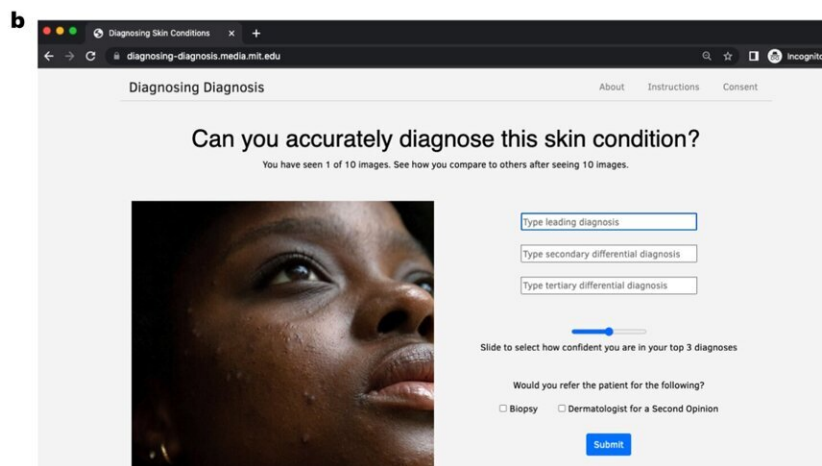 b
Diagnosing Skin Conditions
diagnosing-diagnosis.media.mit.edu
Incognito
Diagnosing Diagnosis
About Instructions Consent
Can you accurately diagnose this skin condition?
You have seen 1 of 10 images. See how you compare to others after seeing 10 images.
Type leading diagnosis
Type secondary differential diagnosis
Type tertiary differential diagnosis
Slide to select how confident you are in your top 3 diagnoses
Would you refer the patient for the following?
Biopsy Dermatologist for a Second Opinion
Submit